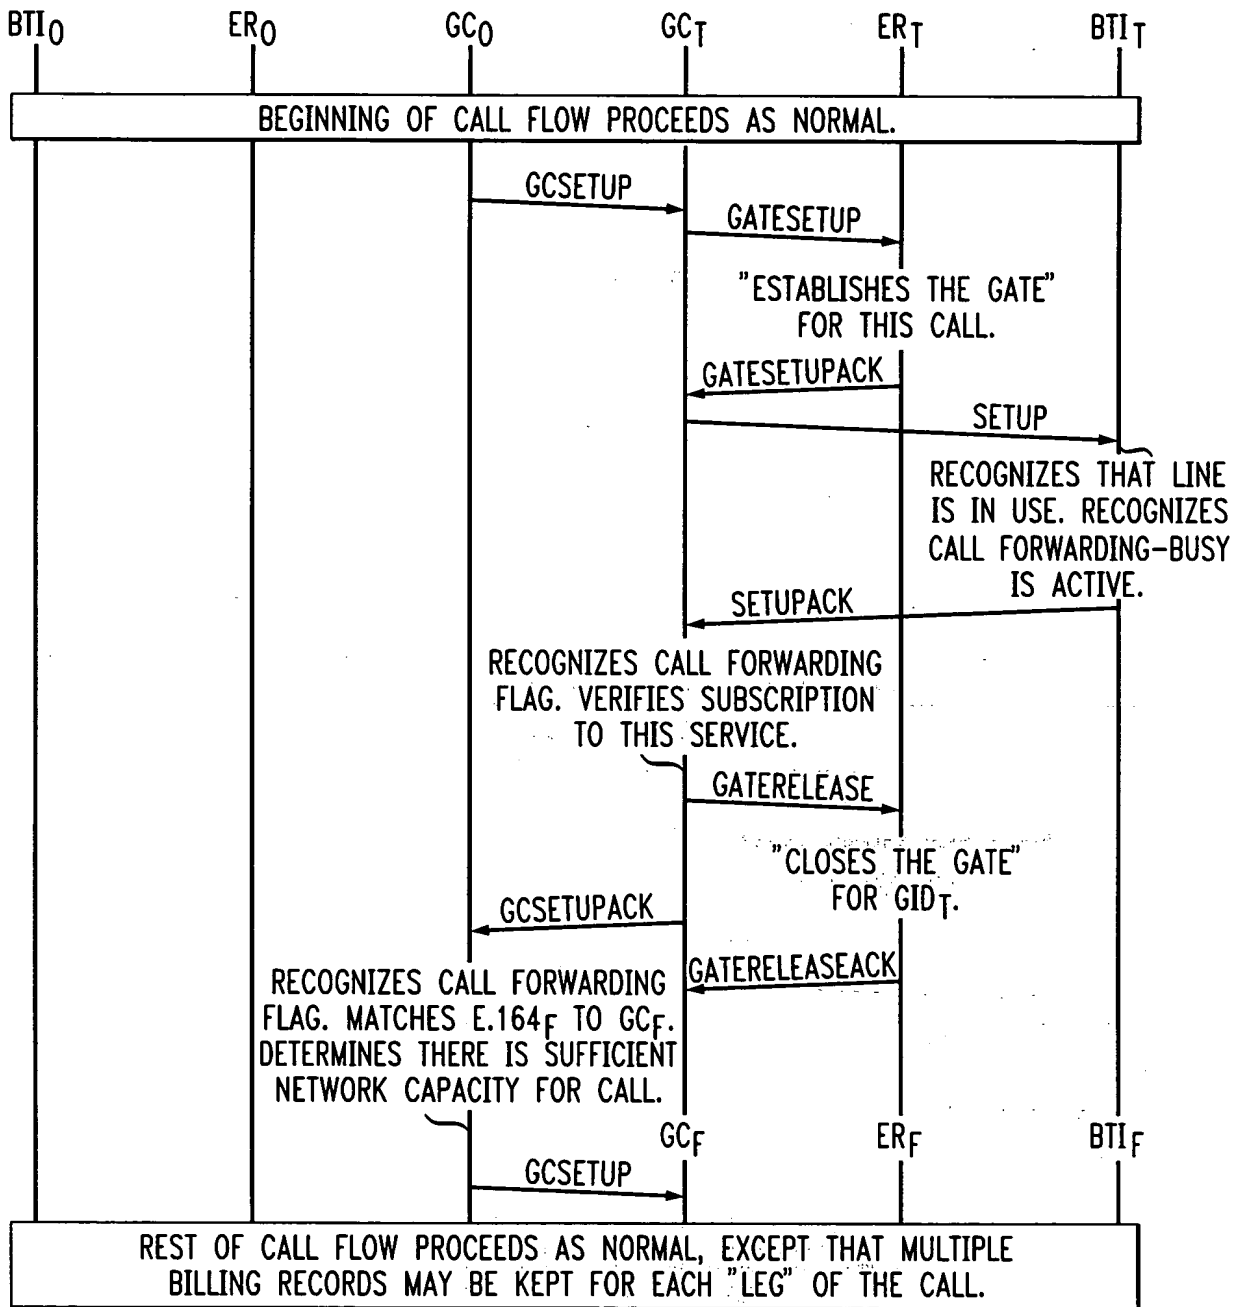 BTIO ERO GCO GCT ERT BTIT
BEGINNING OF CALL FLOW PROCEEDS AS NORMAL.
GCSETUP
GATESETUP
"ESTABLISHES THE GATE"
FOR THIS CALL.
GATESETUPACK
SETUP
RECOGNIZES THAT LINE
IS IN USE. RECOGNIZES
CALL FORWARDING-BUSY
IS ACTIVE.
SETUPACK
RECOGNIZES CALL FORWARDING
FLAG. VERIFIES SUBSCRIPTION
TO THIS SERVICE.
GATERELEASE
"CLOSES THE GATE"
FOR GIDT.
GCSETUPACK
GATERELEASEACK
RECOGNIZES CALL FORWARDING
FLAG. MATCHES E.164F TO GCF.
DETERMINES THERE IS SUFFICIENT
NETWORK CAPACITY FOR CALL.
GCF ERF BTIF
GCSETUP
REST OF CALL FLOW PROCEEDS AS NORMAL, EXCEPT THAT MULTIPLE
BILLING RECORDS MAY BE KEPT FOR EACH "LEG" OF THE CALL.